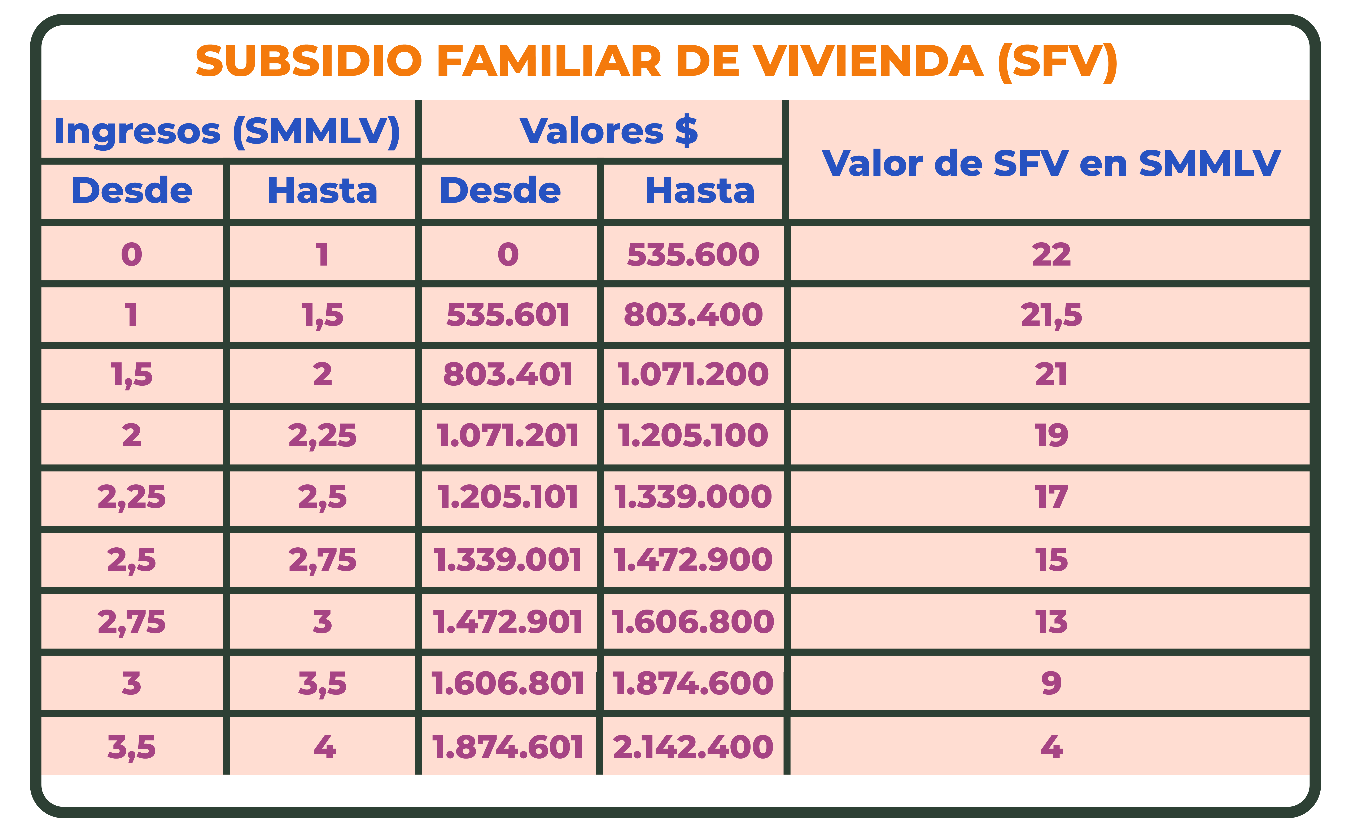 SUBSIDIO FAMILIAR DE VIVIENDA (SFV)
Ingresos (SMMLV) Valores $ Valor de SFV en SMMLV
Desde Hasta Desde Hasta
0 1 0 535.600 22
1 1,5 535.601 803.400 21,5
1,5 2 803.401 1.071.200 21
2 2,25 1.071.201 1.205.100 19
2,25 2,5 1.205.101 1.339.000 17
2,5 2,75 1.339.001 1.472.900 15
2,75 3 1.472.901 1.606.800 13
3 3,5 1.606.801 1.874.600 9
3,5 4 1.874.601 2.142.400 4